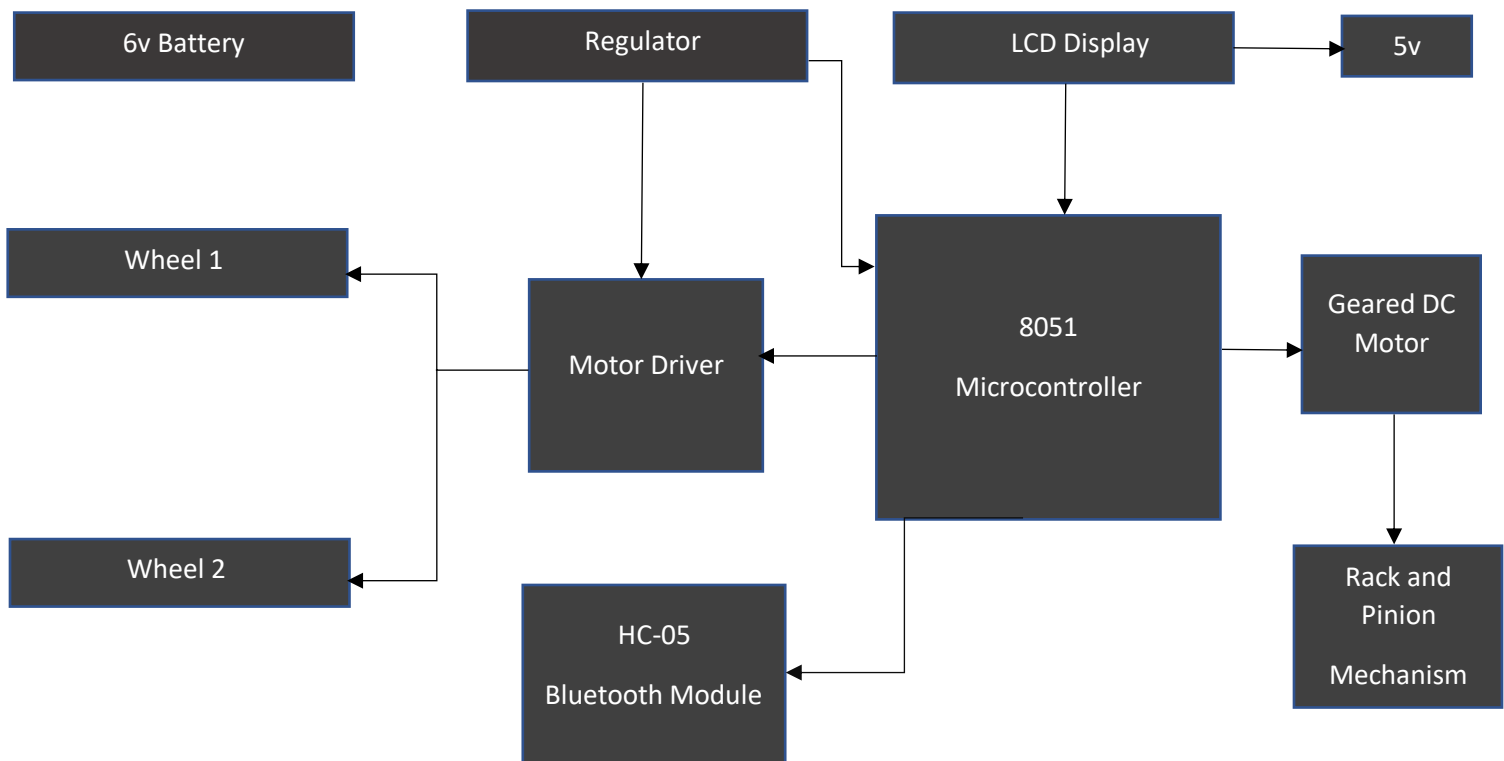 6v Battery
Regulator
LCD Display
5v
Wheel 1
Geared DC
Motor
8051
Microcontroller
Motor Driver
Wheel 2
HC-05
Bluetooth Module
Rack and
Pinion
Mechanism